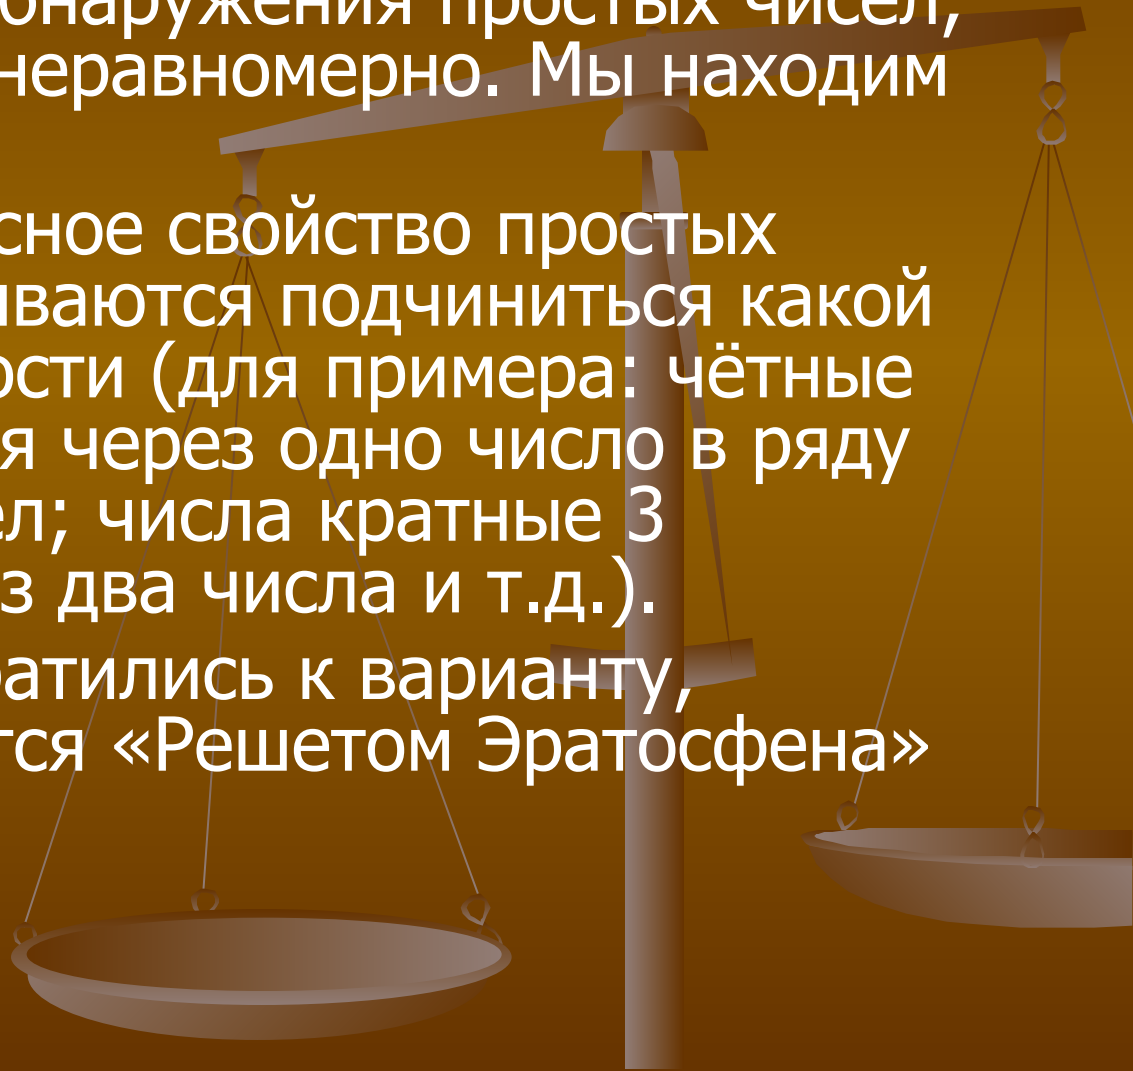 обнаружения простых чисел,
неравномерно. Мы находим
сное свойство простых
ываются подчиниться какой
ости (для примера: чётные
я через одно число в ряду
ел; числа кратные 3
з два числа и т.д.).
ратились к варианту,
тся «Решетом Эратосфена»